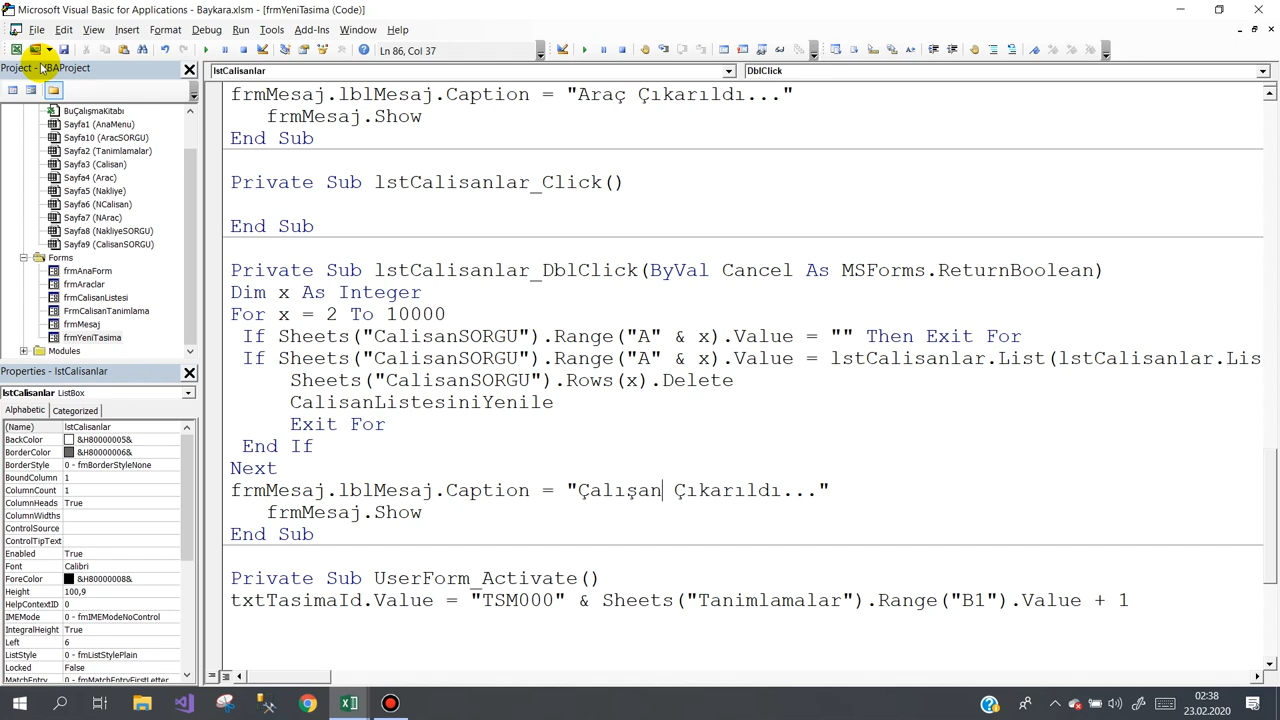 Microsoft Visual Basic for Applications - Baykara.xlsm - [frmYeniTasima (Code)]
File Edit View Insert Format Debug Run Tools Add-Ins Window Help
Ln 86, Col 37
Project - VBAProject
lstCalisanlar
DblClick
BuÇalışmaKitabı
Sayfa1 (AnaMenu)
Sayfa10 (AracSORGU)
Sayfa2 (Tanimlamalar)
Sayfa3 (Calisan)
Sayfa4 (Arac)
Sayfa5 (Nakliye)
Sayfa6 (NCalisan)
Sayfa7 (NArac)
Sayfa8 (NakliyeSORGU)
Sayfa9 (CalisanSORGU)
Forms
frmAnaForm
frmAraclar
frmCalisanListesi
FrmCalisanTanimlama
frmMesaj
frmYeniTasima
Modules
Properties - lstCalisanlar
lstCalisanlar ListBox
Alphabetic Categorized
(Name) lstCalisanlar
BackColor &H80000005&
BorderColor &H80000006&
BorderStyle 0 - fmBorderStyleNone
BoundColumn 1
ColumnCount 1
ColumnHeads True
ColumnWidths
ControlSource
ControlTipText
Enabled True
Font Calibri
ForeColor &H80000008&
Height 100,9
HelpContextID 0
IMEMode 0 - fmIMEModeNoControl
IntegralHeight True
Left 6
ListStyle 0 - fmListStylePlain
Locked False
MatchEntry 0 - fmMatchEntryFirstLetter
frmMesaj.lblMesaj.Caption = "Araç Çıkarıldı..."
frmMesaj.Show
End Sub
Private Sub lstCalisanlar_Click()
End Sub
Private Sub lstCalisanlar_DblClick(ByVal Cancel As MSForms.ReturnBoolean)
Dim x As Integer
For x = 2 To 10000
If Sheets("CalisanSORGU").Range("A" & x).Value = "" Then Exit For
If Sheets("CalisanSORGU").Range("A" & x).Value = lstCalisanlar.List(lstCalisanlar.Lis
Sheets("CalisanSORGU").Rows(x).Delete
CalisanListesiniYenile
Exit For
End If
Next
frmMesaj.lblMesaj.Caption = "Çalışan Çıkarıldı..."
frmMesaj.Show
End Sub
Private Sub UserForm_Activate()
txtTasimaId.Value = "TSM000" & Sheets("Tanimlamalar").Range("B1").Value + 1
02:38
23.02.2020